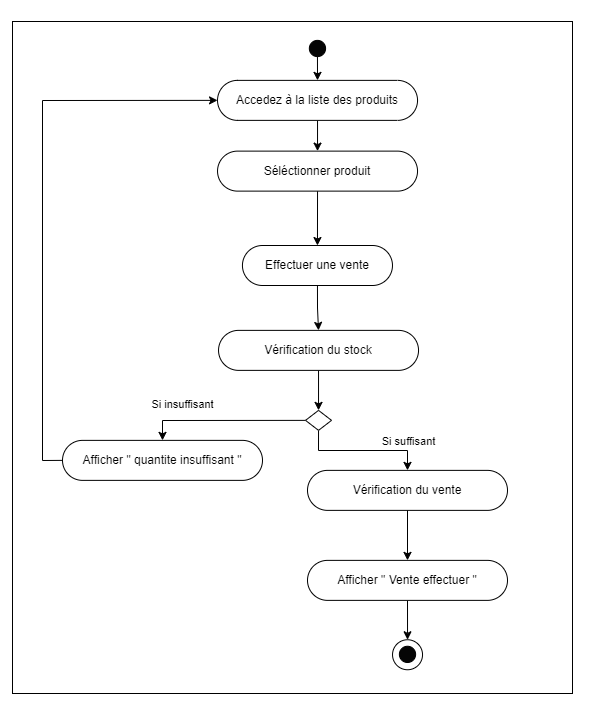 Accedez à la liste des produits
Séléctionner produit
Effectuer une vente
Vérification du stock
Si insuffisant
Si suffisant
Afficher " quantite insuffisant "
Vérification du vente
Afficher " Vente effectuer "